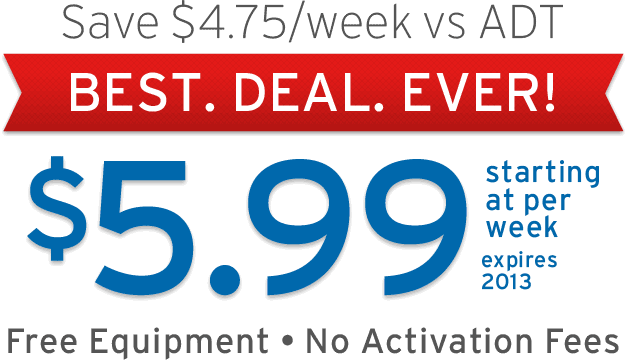 Save $4.75/week vs ADT
BEST. DEAL. EVER!
$5.99
starting
at per
week
expires
2013
Free Equipment • No Activation Fees